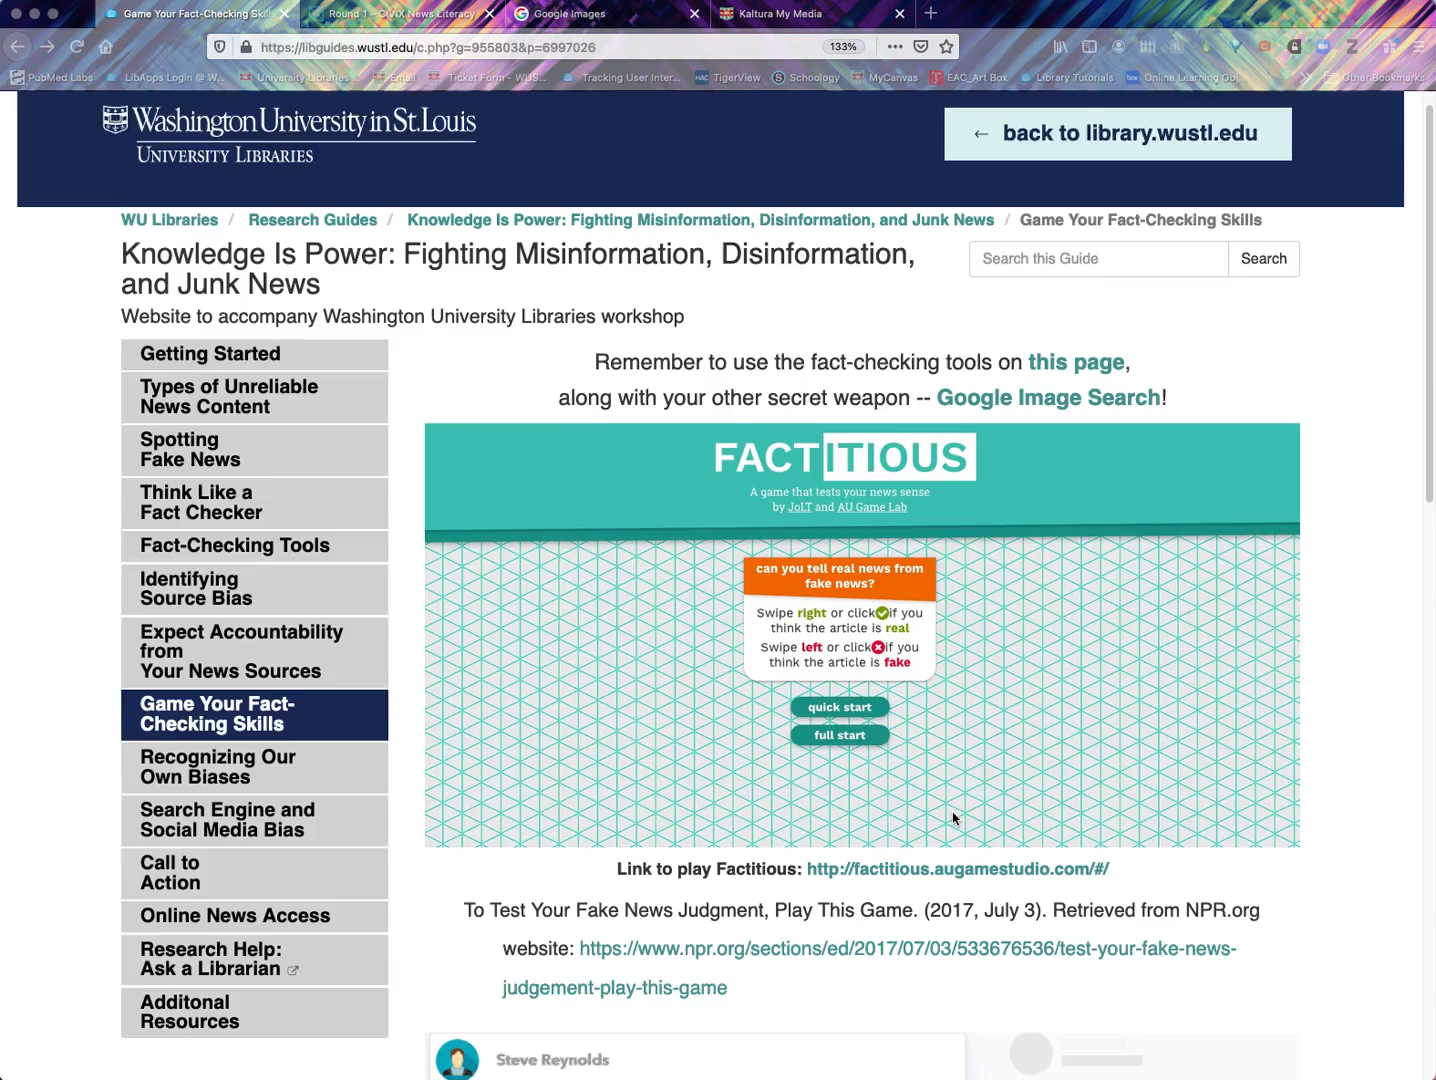 Game Your Fact-Checking Skil
Round 1 – CIVIX News Literacy
Google Images
Kaltura My Media
https://libguides.wustl.edu/c.php?g=955803&p=6997026
133%
PubMed Labs
LibApps Login @ W...
University Libraries
Email
Ticket Form - WUS...
Tracking User Inter...
HAC TigerView
Schoology
MyCanvas
EAC_Art Box
Library Tutorials
Online Learning Obj
Other Bookmarks
Washington University in St. Louis
University Libraries
← back to library.wustl.edu
WU Libraries / Research Guides / Knowledge Is Power: Fighting Misinformation, Disinformation, and Junk News / Game Your Fact-Checking Skills
Knowledge Is Power: Fighting Misinformation, Disinformation,
and Junk News
Search this Guide
Search
Website to accompany Washington University Libraries workshop
Getting Started
Types of Unreliable
News Content
Spotting
Fake News
Think Like a
Fact Checker
Fact-Checking Tools
Identifying
Source Bias
Expect Accountability
from
Your News Sources
Game Your Fact-
Checking Skills
Recognizing Our
Own Biases
Search Engine and
Social Media Bias
Call to
Action
Online News Access
Research Help:
Ask a Librarian
Additonal
Resources
Remember to use the fact-checking tools on this page,
along with your other secret weapon -- Google Image Search!
FACTITIOUS
A game that tests your news sense
by JoLT and AU Game Lab
can you tell real news from
fake news?
Swipe right or click if you
think the article is real
Swipe left or click if you
think the article is fake
quick start
full start
Link to play Factitious: http://factitious.augamestudio.com/#/
To Test Your Fake News Judgment, Play This Game. (2017, July 3). Retrieved from NPR.org
website: https://www.npr.org/sections/ed/2017/07/03/533676536/test-your-fake-news-
judgement-play-this-game
Steve Reynolds